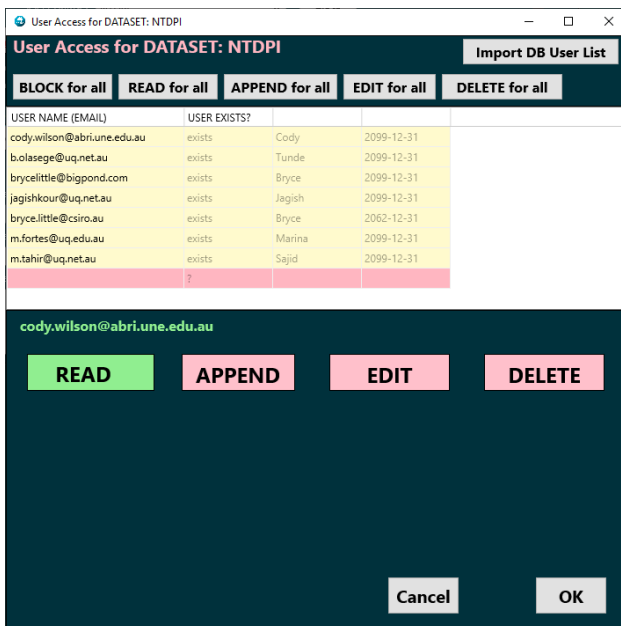 User Access for DATASET: NTDPI
User Access for DATASET: NTDPI
Import DB User List
BLOCK for all READ for all APPEND for all EDIT for all DELETE for all
USER NAME (EMAIL) USER EXISTS?
cody.wilson@abri.une.edu.au exists Cody 2099-12-31
b.olasege@uq.net.au exists Tunde 2099-12-31
brycelittle@bigpond.com exists Bryce 2099-12-31
jagishkour@uq.net.au exists Jagish 2099-12-31
bryce.little@csiro.au exists Bryce 2062-12-31
m.fortes@uq.edu.au exists Marina 2099-12-31
m.tahir@uq.net.au exists Sajid 2099-12-31
?
cody.wilson@abri.une.edu.au
READ APPEND EDIT DELETE
Cancel OK